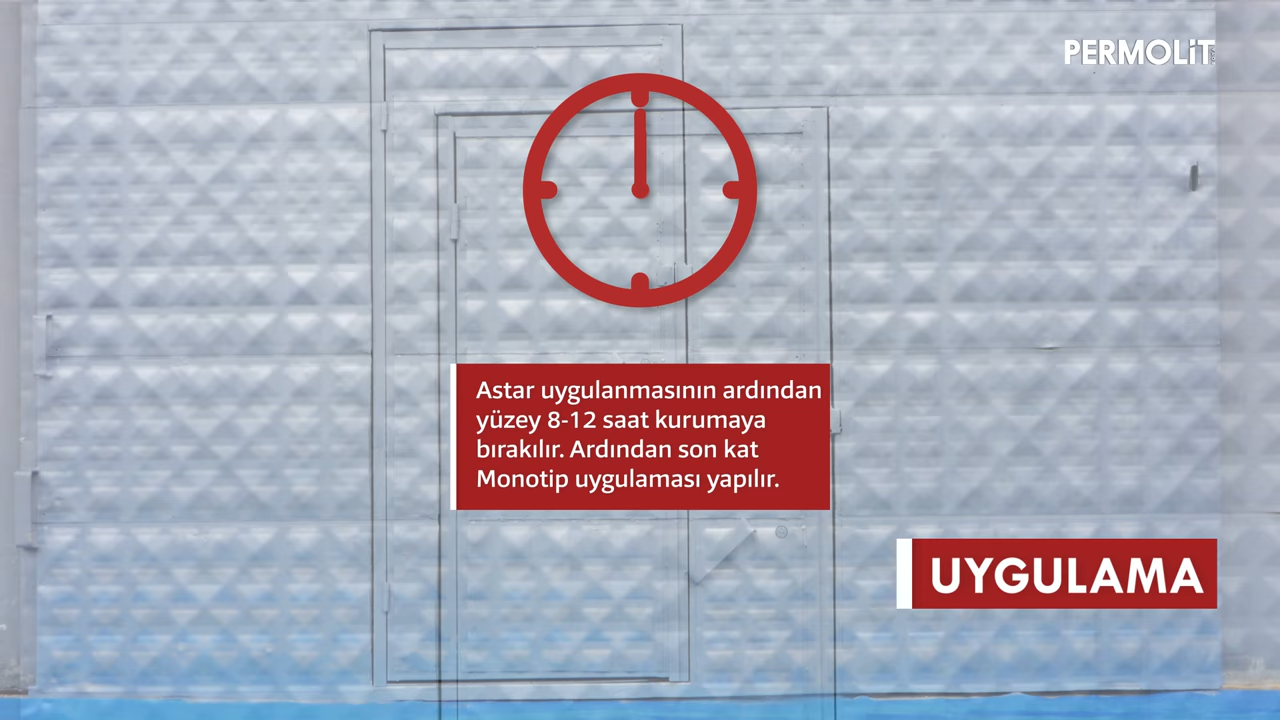 PERMOLİT
Astar uygulanmasının ardından
yüzey 8-12 saat kurumaya
bırakılır. Ardından son kat
Monotip uygulaması yapılır.
UYGULAMA